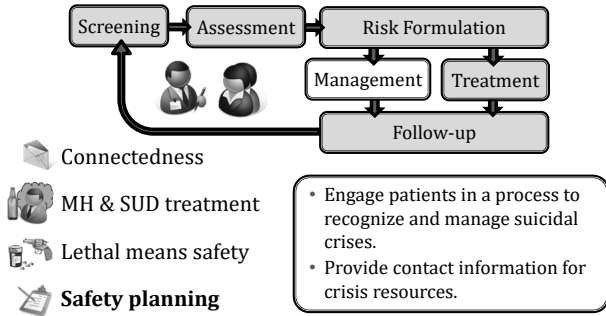 Screening
Assessment
Risk Formulation
Management
Treatment
Follow-up
Connectedness
MH & SUD treatment
Lethal means safety
Safety planning
• Engage patients in a process to
recognize and manage suicidal
crises.
• Provide contact information for
crisis resources.